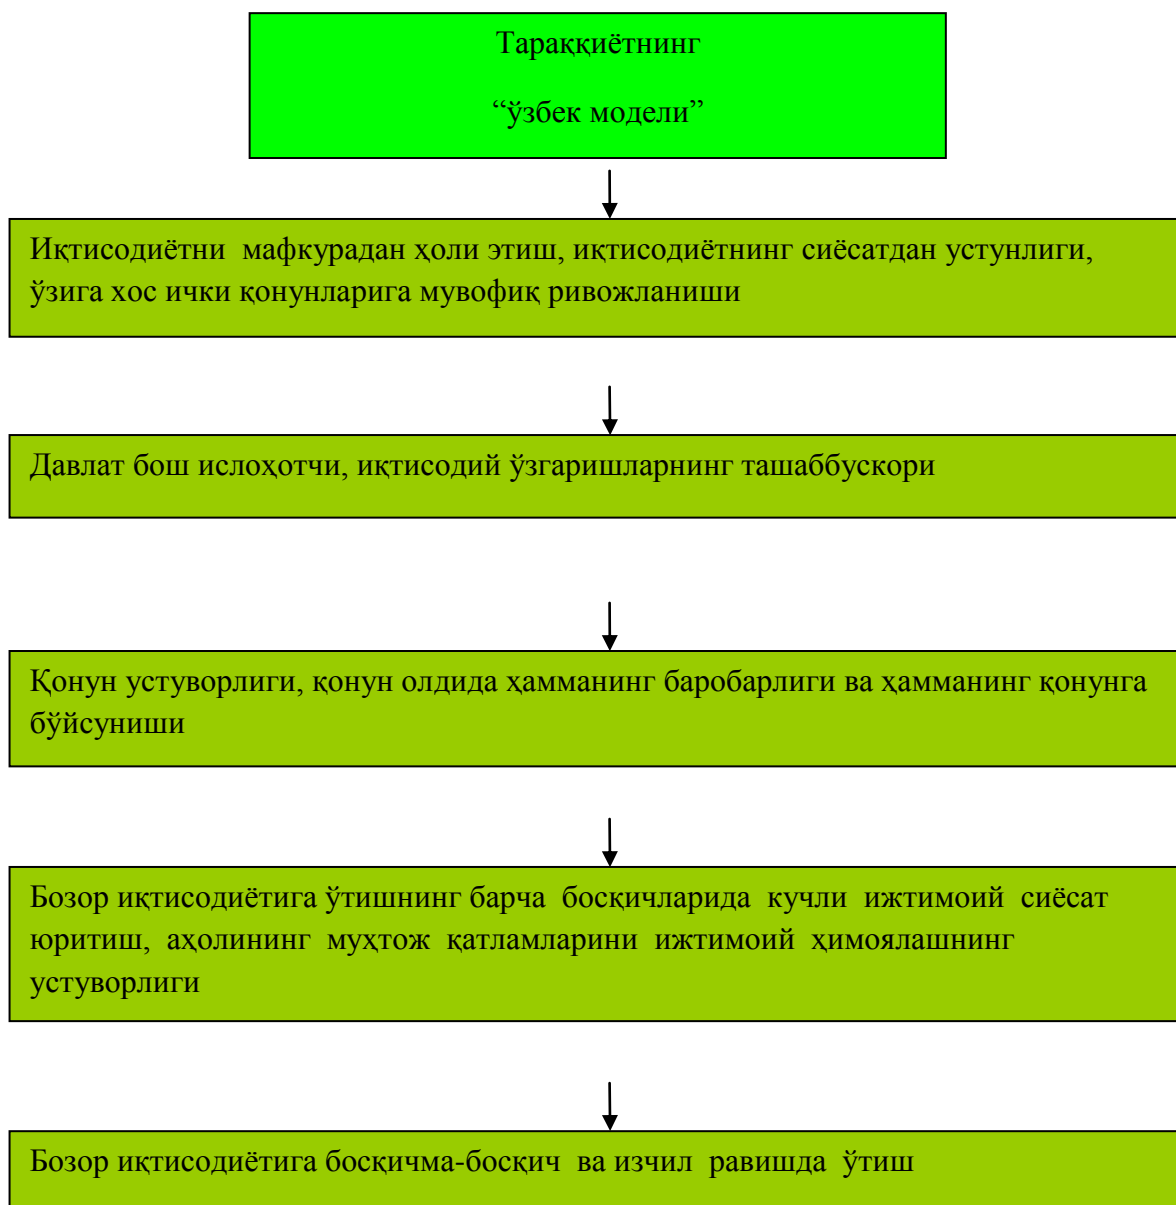 Тараққиётнинг
“ўзбек модели”
Иқтисодиётни мафкурадан ҳоли этиш, иқтисодиётнинг сиёсатдан устунлиги,
ўзига хос ички қонунларига мувофиқ ривожланиши
Давлат бош ислоҳотчи, иқтисодий ўзгаришларнинг ташаббускори
Қонун устуворлиги, қонун олдида ҳамманинг баробарлиги ва ҳамманинг қонунга
бўйсуниши
Бозор иқтисодиётига ўтишнинг барча босқичларида кучли ижтимоий сиёсат
юритиш, аҳолининг муҳтож қатламларини ижтимоий ҳимоялашнинг
устуворлиги
Бозор иқтисодиётига босқичма-босқич ва изчил равишда ўтиш